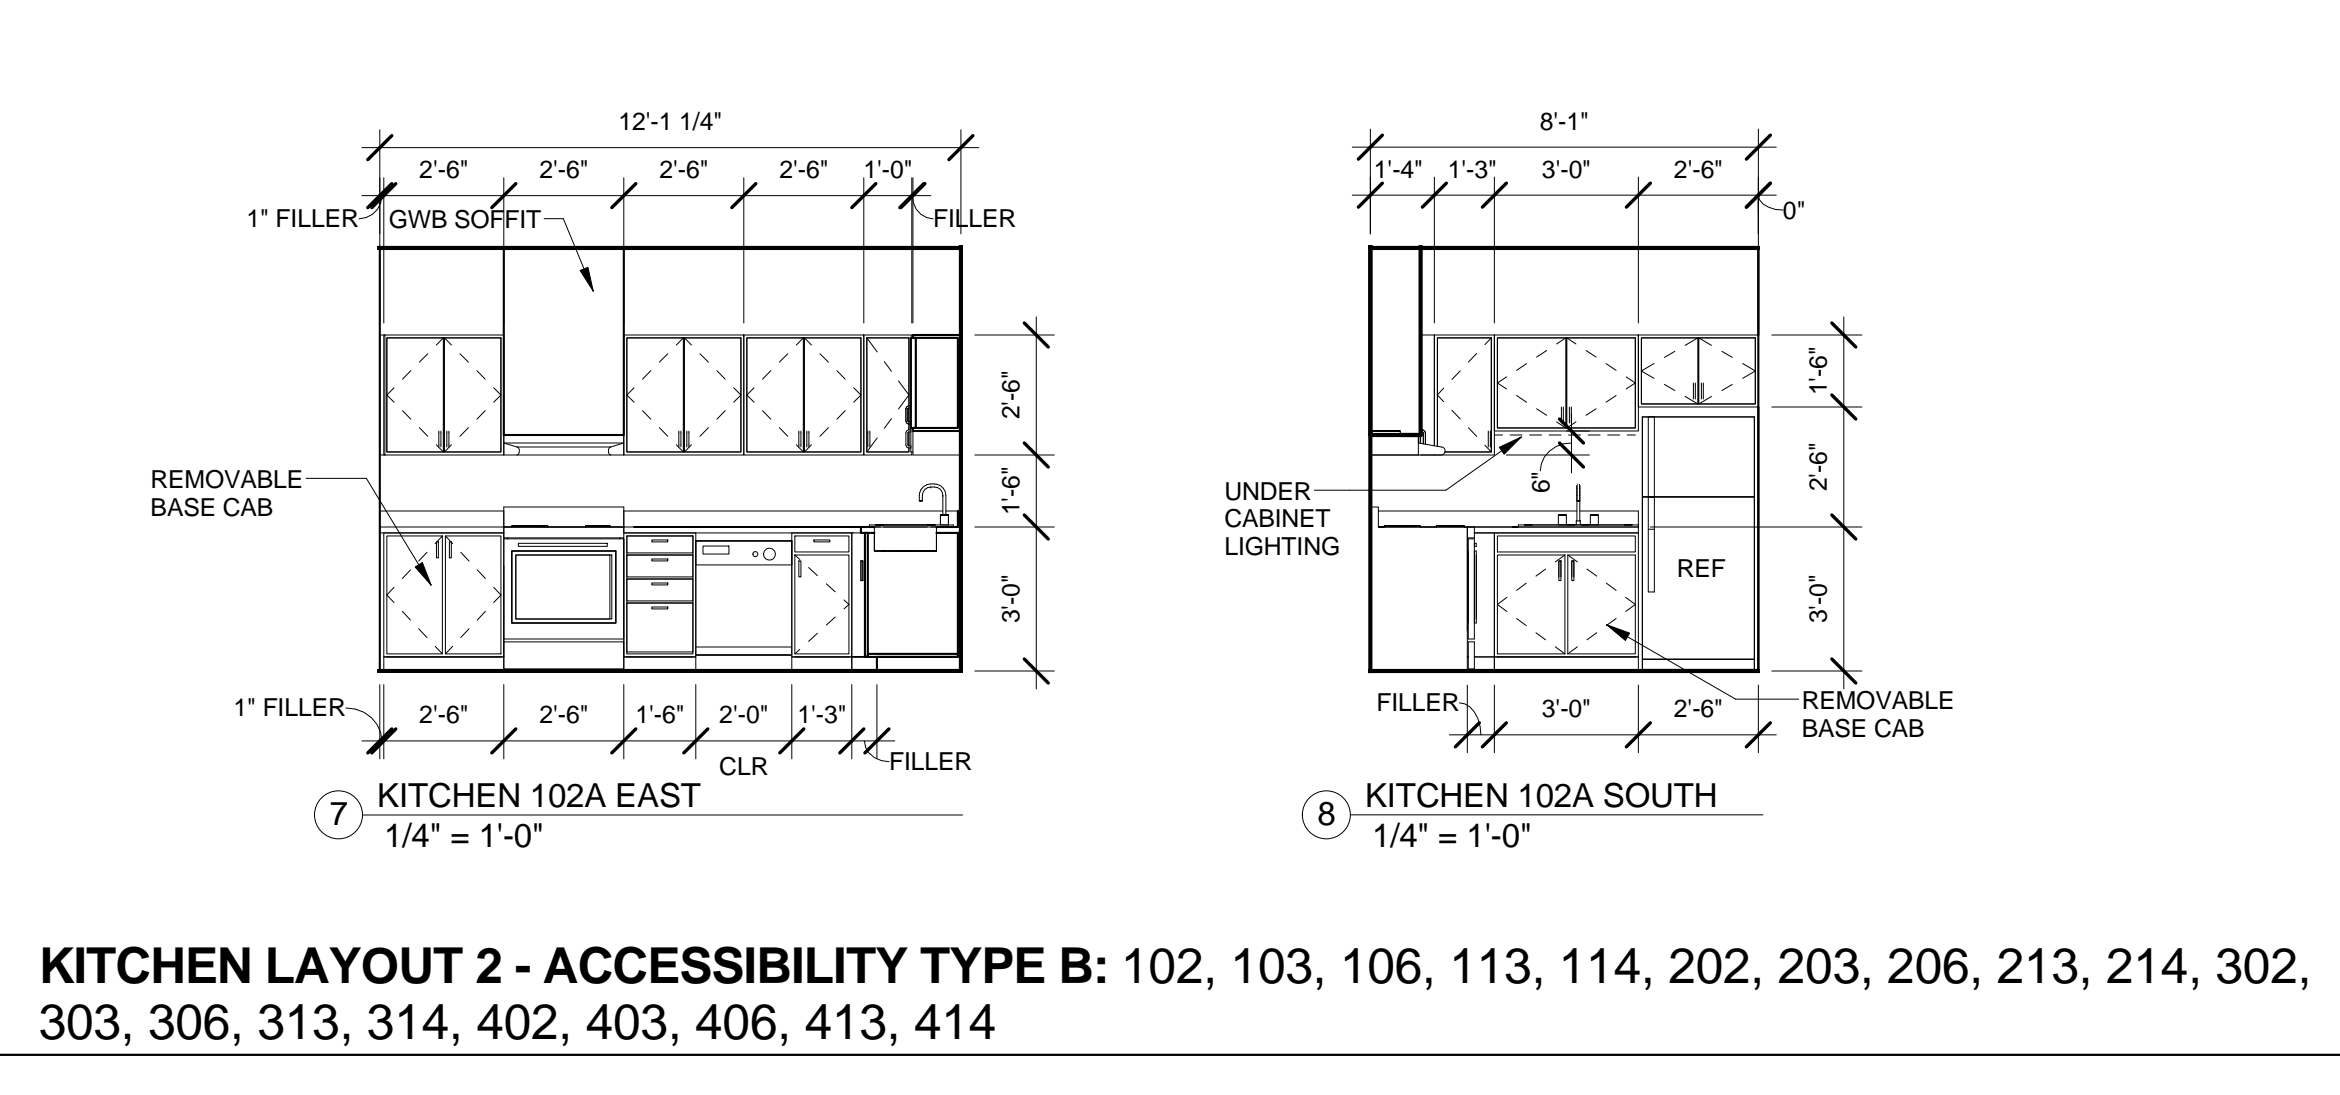 12'-1 1/4"
2'-6" 2'-6" 2'-6" 2'-6" 1'-0"
1" FILLER
GWB SOFFIT
FILLER
2'-6"
1'-6"
3'-0"
REMOVABLE
BASE CAB
1" FILLER
2'-6" 2'-6" 1'-6" 2'-0" 1'-3"
CLR
FILLER
7
KITCHEN 102A EAST
1/4" = 1'-0"
8'-1"
1'-4" 1'-3" 3'-0" 2'-6"
0"
1'-6"
2'-6"
3'-0"
6"
UNDER
CABINET
LIGHTING
REF
FILLER
3'-0" 2'-6"
REMOVABLE
BASE CAB
8
KITCHEN 102A SOUTH
1/4" = 1'-0"
KITCHEN LAYOUT 2 - ACCESSIBILITY TYPE B: 102, 103, 106, 113, 114, 202, 203, 206, 213, 214, 302,
303, 306, 313, 314, 402, 403, 406, 413, 414